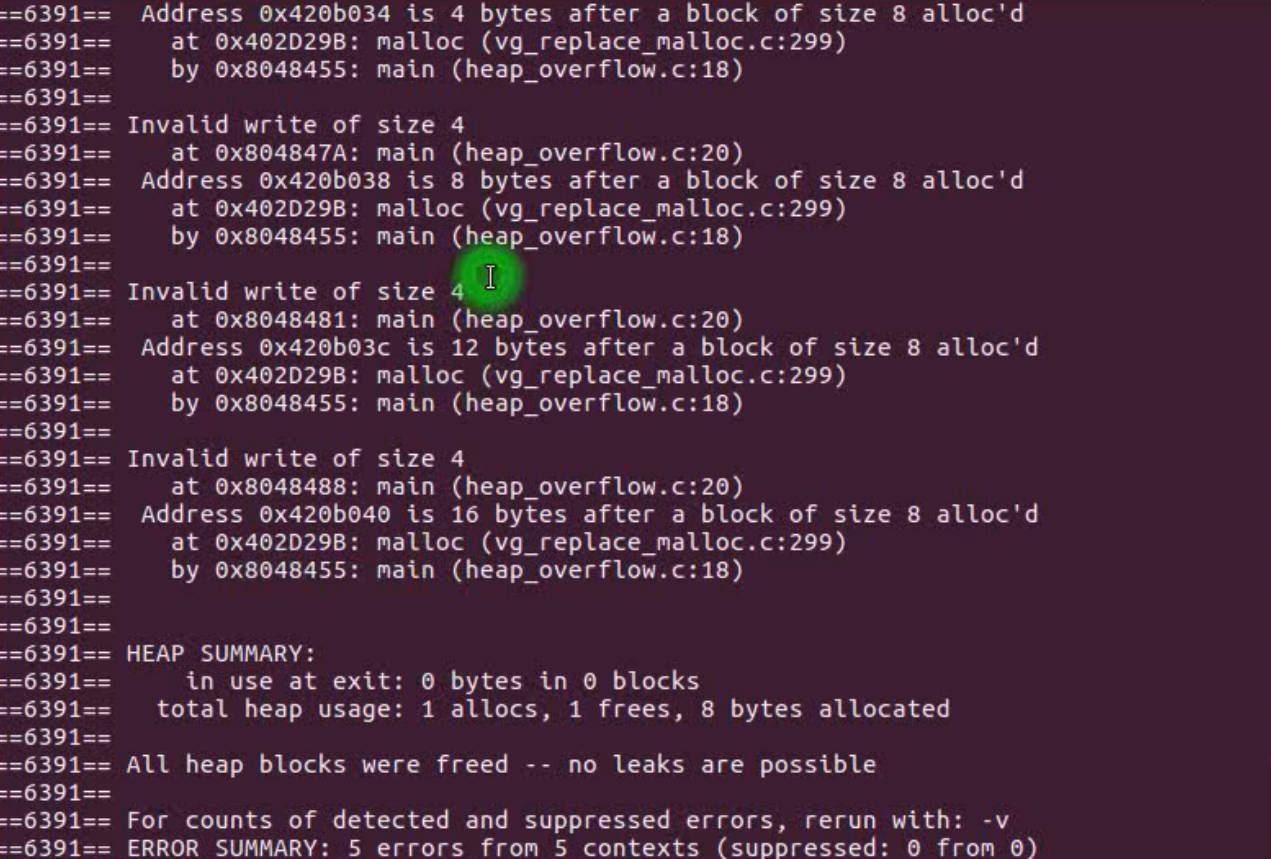 ==6391==  Address 0x420b034 is 4 bytes after a block of size 8 alloc'd
==6391==    at 0x402D29B: malloc (vg_replace_malloc.c:299)
==6391==    by 0x8048455: main (heap_overflow.c:18)
==6391==
==6391== Invalid write of size 4
==6391==    at 0x804847A: main (heap_overflow.c:20)
==6391==  Address 0x420b038 is 8 bytes after a block of size 8 alloc'd
==6391==    at 0x402D29B: malloc (vg_replace_malloc.c:299)
==6391==    by 0x8048455: main (heap_overflow.c:18)
==6391==
==6391== Invalid write of size 4
==6391==    at 0x8048481: main (heap_overflow.c:20)
==6391==  Address 0x420b03c is 12 bytes after a block of size 8 alloc'd
==6391==    at 0x402D29B: malloc (vg_replace_malloc.c:299)
==6391==    by 0x8048455: main (heap_overflow.c:18)
==6391==
==6391== Invalid write of size 4
==6391==    at 0x8048488: main (heap_overflow.c:20)
==6391==  Address 0x420b040 is 16 bytes after a block of size 8 alloc'd
==6391==    at 0x402D29B: malloc (vg_replace_malloc.c:299)
==6391==    by 0x8048455: main (heap_overflow.c:18)
==6391==
==6391==
==6391== HEAP SUMMARY:
==6391==     in use at exit: 0 bytes in 0 blocks
==6391==   total heap usage: 1 allocs, 1 frees, 8 bytes allocated
==6391==
==6391== All heap blocks were freed -- no leaks are possible
==6391==
==6391== For counts of detected and suppressed errors, rerun with: -v
==6391== ERROR SUMMARY: 5 errors from 5 contexts (suppressed: 0 from 0)